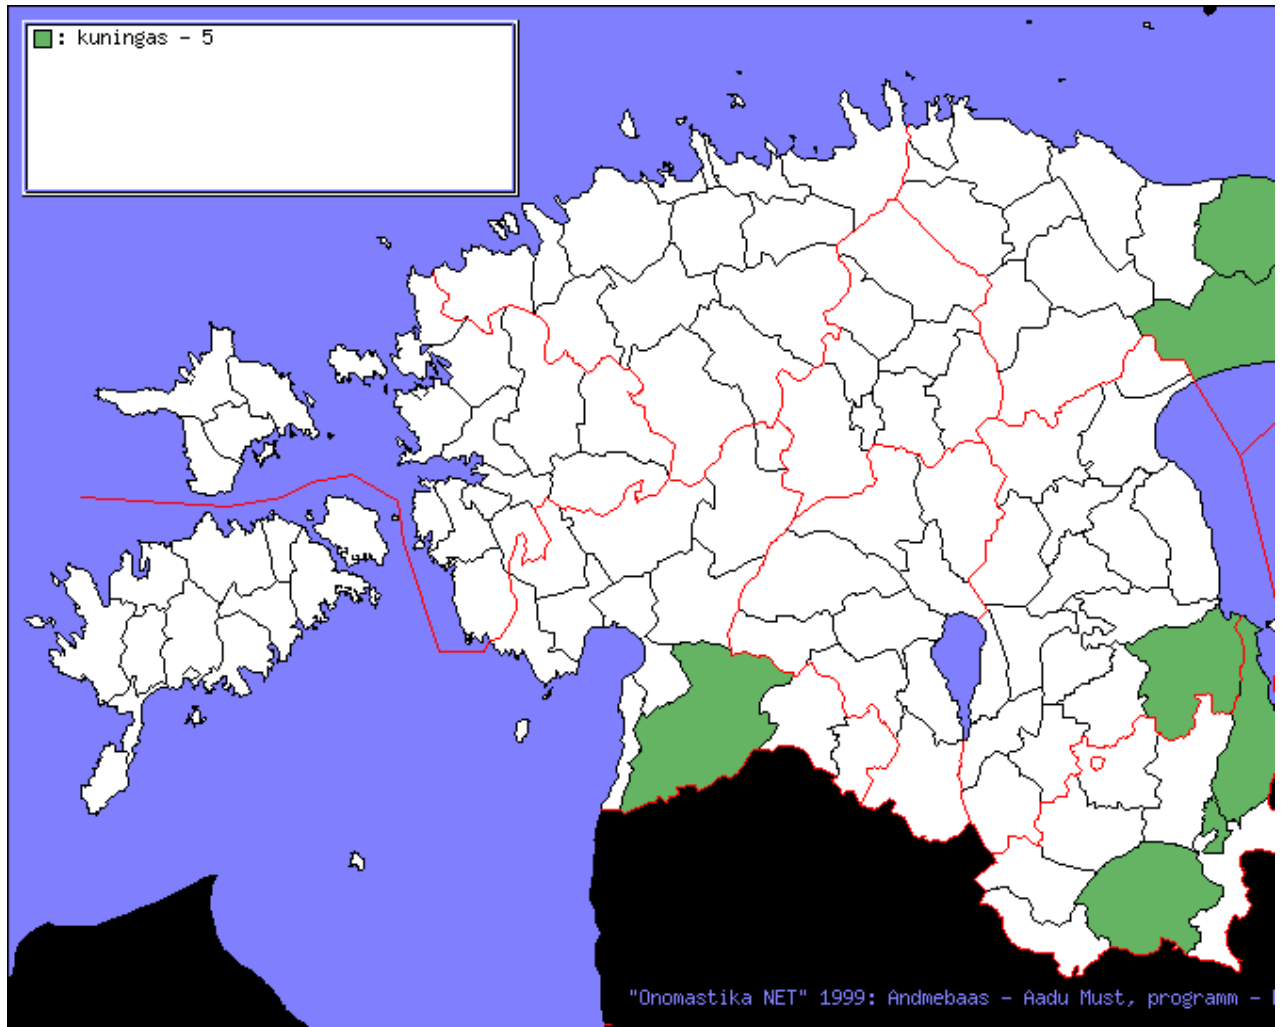 : kuningas - 5
"Onomastika NET" 1999: Andmebaas - Aadu Must, programm -